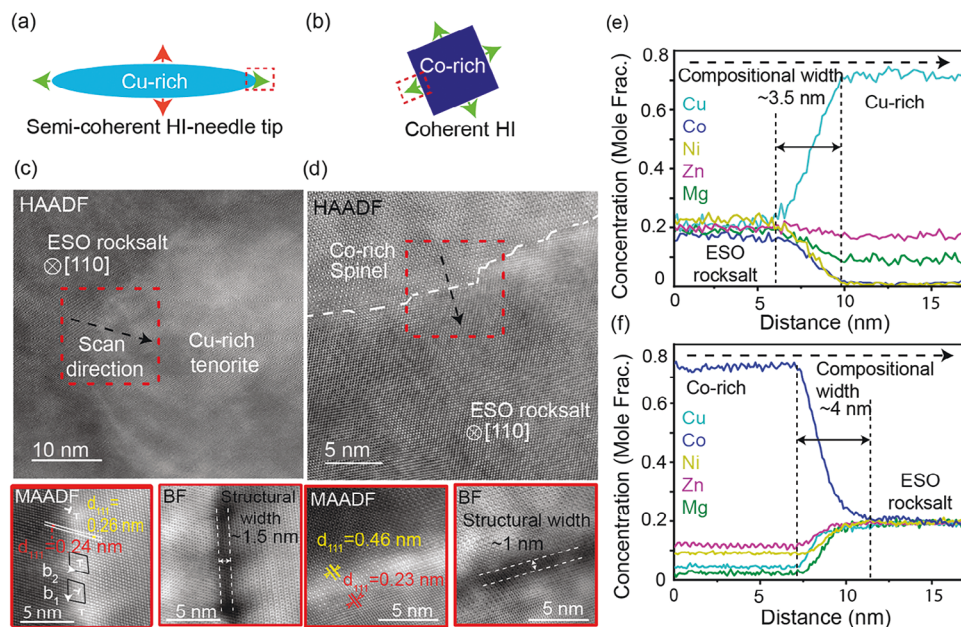 (a)
Cu-rich
Semi-coherent HI-needle tip
(b)
Co-rich
Coherent HI
(c)
HAADF
ESO rocksalt
⊗[110]
Scan
direction
Cu-rich
tenorite
10 nm
(d)
HAADF
Co-rich
Spinel
ESO rocksalt
⊗[110]
5 nm
MAADF
d111=
0.26 nm
=0.24 nm
b2
b1
5 nm
BF
Structural
width
~1.5 nm
5 nm
MAADF
d111 0.46 nm
d111=0.23 nm
5 nm
BF
Structural width
~1 nm
5 nm
(e)
Concentration (Mole Frac.)
0.8
0.6
0.4
0.2
0
Compositional width
~3.5 nm
Cu-rich
Cu
Co
Ni
Zn
Mg
ESO
rocksalt
0 5 10 15
Distance (nm)
(f)
Concentration (Mole Frac.)
0.8
0.6
0.4
0.2
0
Co-rich
Compositional
width
~4 nm
Cu
Co
Ni
Zn
Mg
ESO
rocksalt
0 5 10 15
Distance (nm)